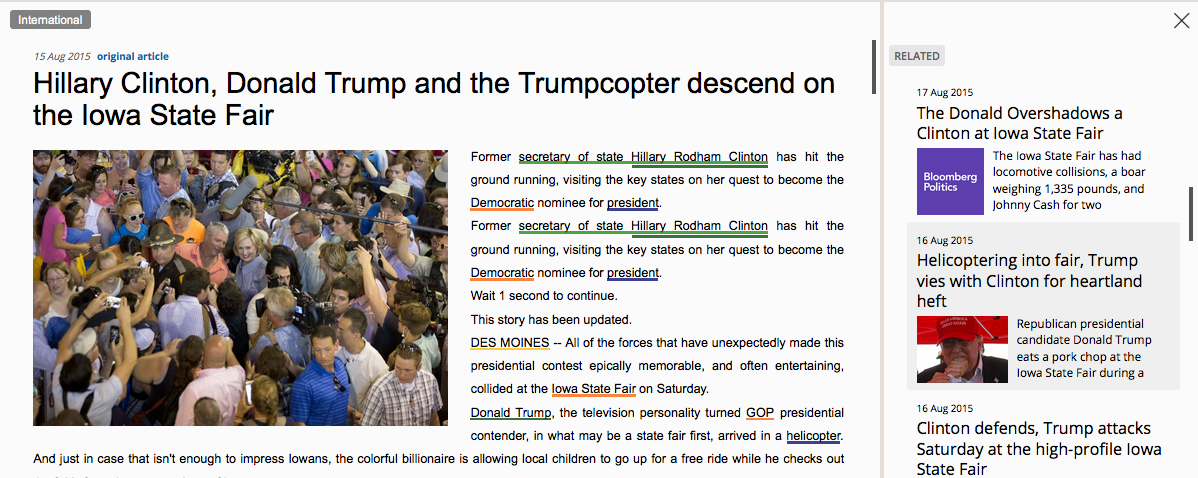 International
15 Aug 2015 original article
Hillary Clinton, Donald Trump and the Trumpcopter descend on
the Iowa State Fair
Former secretary of state Hillary Rodham Clinton has hit the
ground running, visiting the key states on her quest to become the
Democratic nominee for president.
Former secretary of state Hillary Rodham Clinton has hit the
ground running, visiting the key states on her quest to become the
Democratic nominee for president.
Wait 1 second to continue.
This story has been updated.
DES MOINES -- All of the forces that have unexpectedly made this
presidential contest epically memorable, and often entertaining,
collided at the Iowa State Fair on Saturday.
Donald Trump, the television personality turned GOP presidential
contender, in what may be a state fair first, arrived in a helicopter.
And just in case that isn't enough to impress Iowans, the colorful billionaire is allowing local children to go up for a free ride while he checks out
RELATED
17 Aug 2015
The Donald Overshadows a
Clinton at Iowa State Fair
Bloomberg
Politics
The Iowa State Fair has had
locomotive collisions, a boar
weighing 1,335 pounds, and
Johnny Cash for two
16 Aug 2015
Helicoptering into fair, Trump
vies with Clinton for heartland
heft
Republican presidential
candidate Donald Trump
eats a pork chop at the
Iowa State Fair during a
16 Aug 2015
Clinton defends, Trump attacks
Saturday at the high-profile Iowa
State Fair